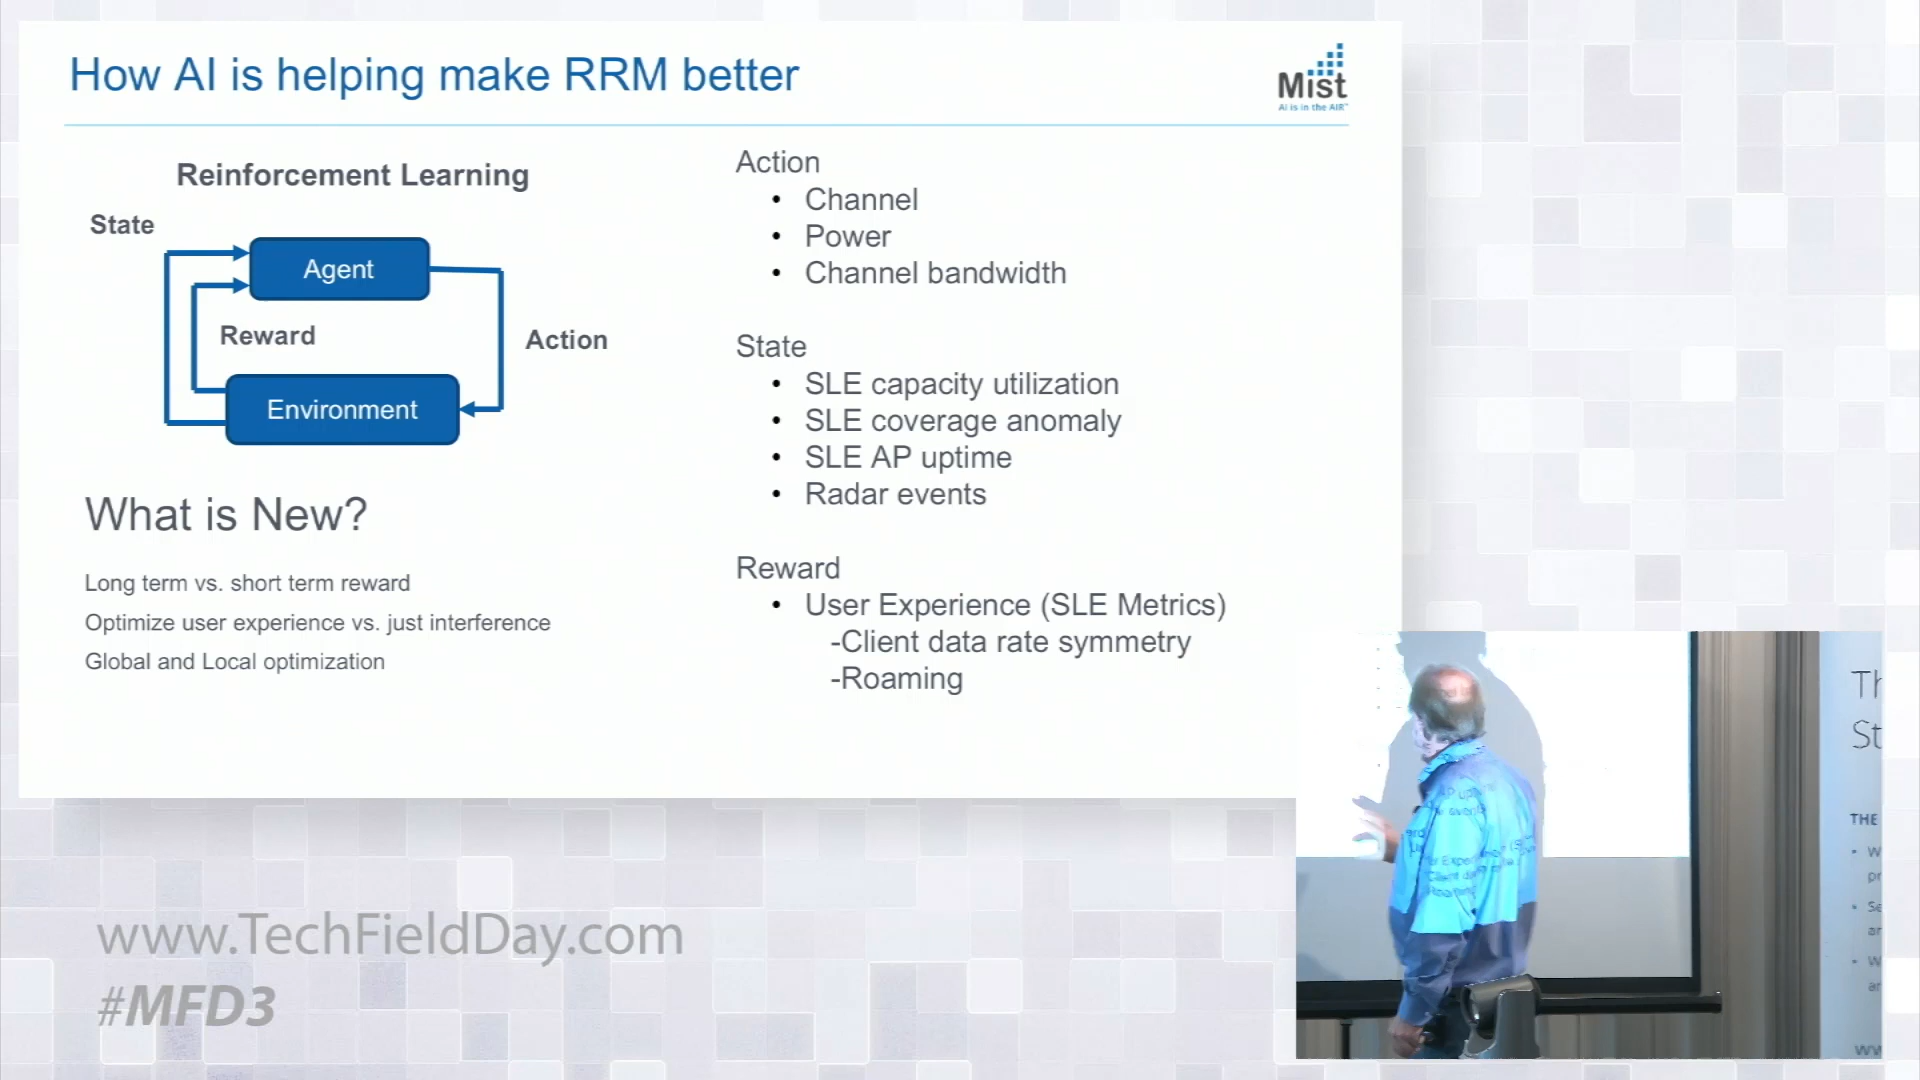 How AI is helping make RRM better
Mist
AI is in the AIR™
Reinforcement Learning
State
Agent
Reward
Action
Environment
What is New?
Long term vs. short term reward
Optimize user experience vs. just interference
Global and Local optimization
Action
• Channel
• Power
• Channel bandwidth
State
• SLE capacity utilization
• SLE coverage anomaly
• SLE AP uptime
• Radar events
Reward
• User Experience (SLE Metrics)
-Client data rate symmetry
-Roaming
www.TechFieldDay.com
#MFD3
THE